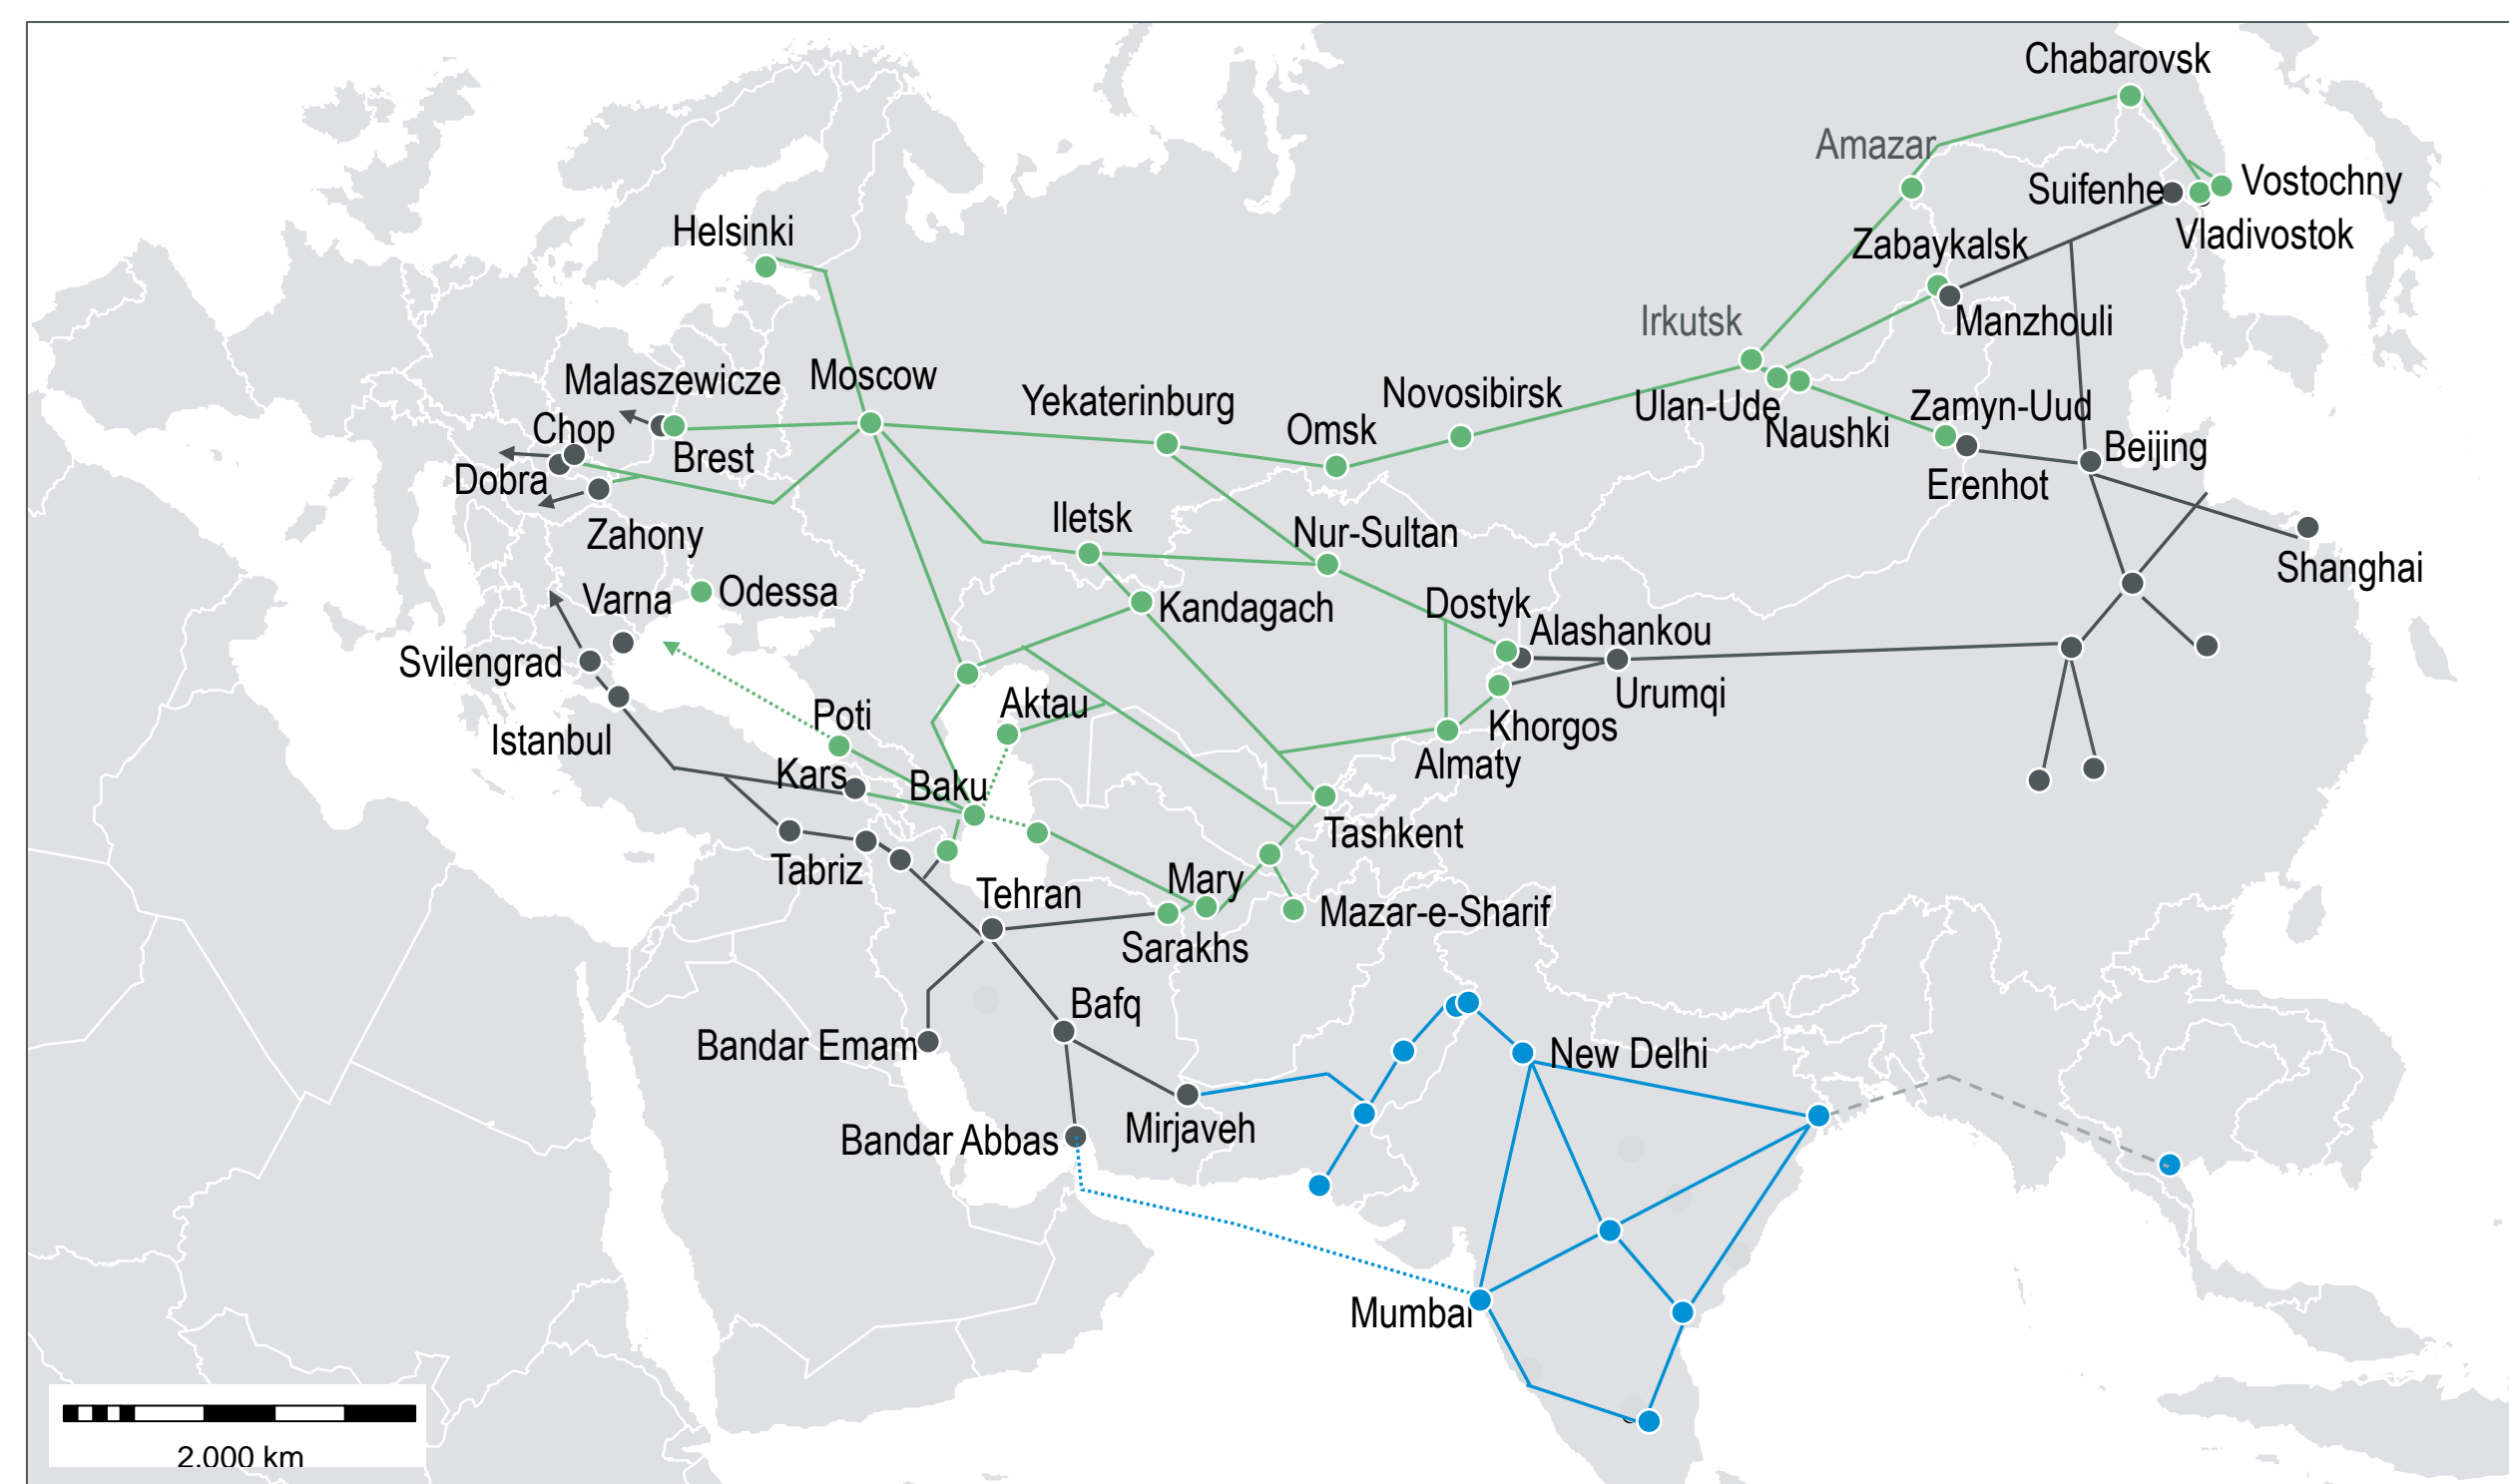 Chabarovsk
Amazar
Suifenhe
Vostochny
Vladivostok
Helsinki
Zabaykalsk
Manzhouli
Irkutsk
Malaszewicze
Moscow
Yekaterinburg
Novosibirsk
Omsk
Ulan-Ude
Naushki
Zamyn-Uud
Erenhot
Beijing
Chop
Brest
Dobra
Zahony
Iletsk
Nur-Sultan
Shanghai
Varna
Odessa
Kandagach
Dostyk
Alashankou
Svilengrad
Urumqi
Istanbul
Poti
Aktau
Khorgos
Almaty
Kars
Baku
Tashkent
Tabriz
Tehran
Mary
Mazar-e-Sharif
Sarakhs
Bafq
Bandar Emam
New Delhi
Mirjaveh
Bandar Abbas
Mumbai
2.000 km